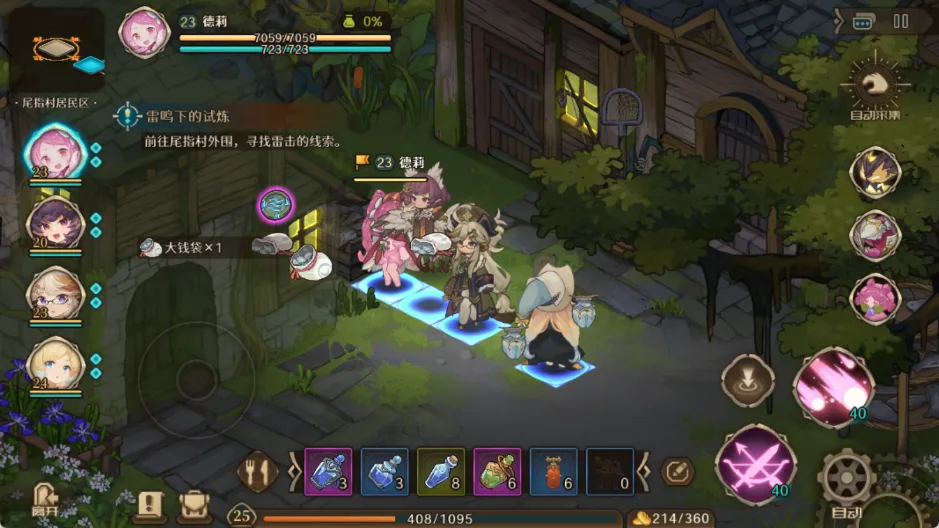 23 德莉
0%
7059/7059
723/723
·尾指村居民区·
雷鸣下的试炼
前往尾指村外围，寻找雷击的线索。
自动采集
23 德莉
23
20
大钱袋×1
23
24
40
40
3
3
8
6
6
0
离开
25
408/1095
214/360
自动